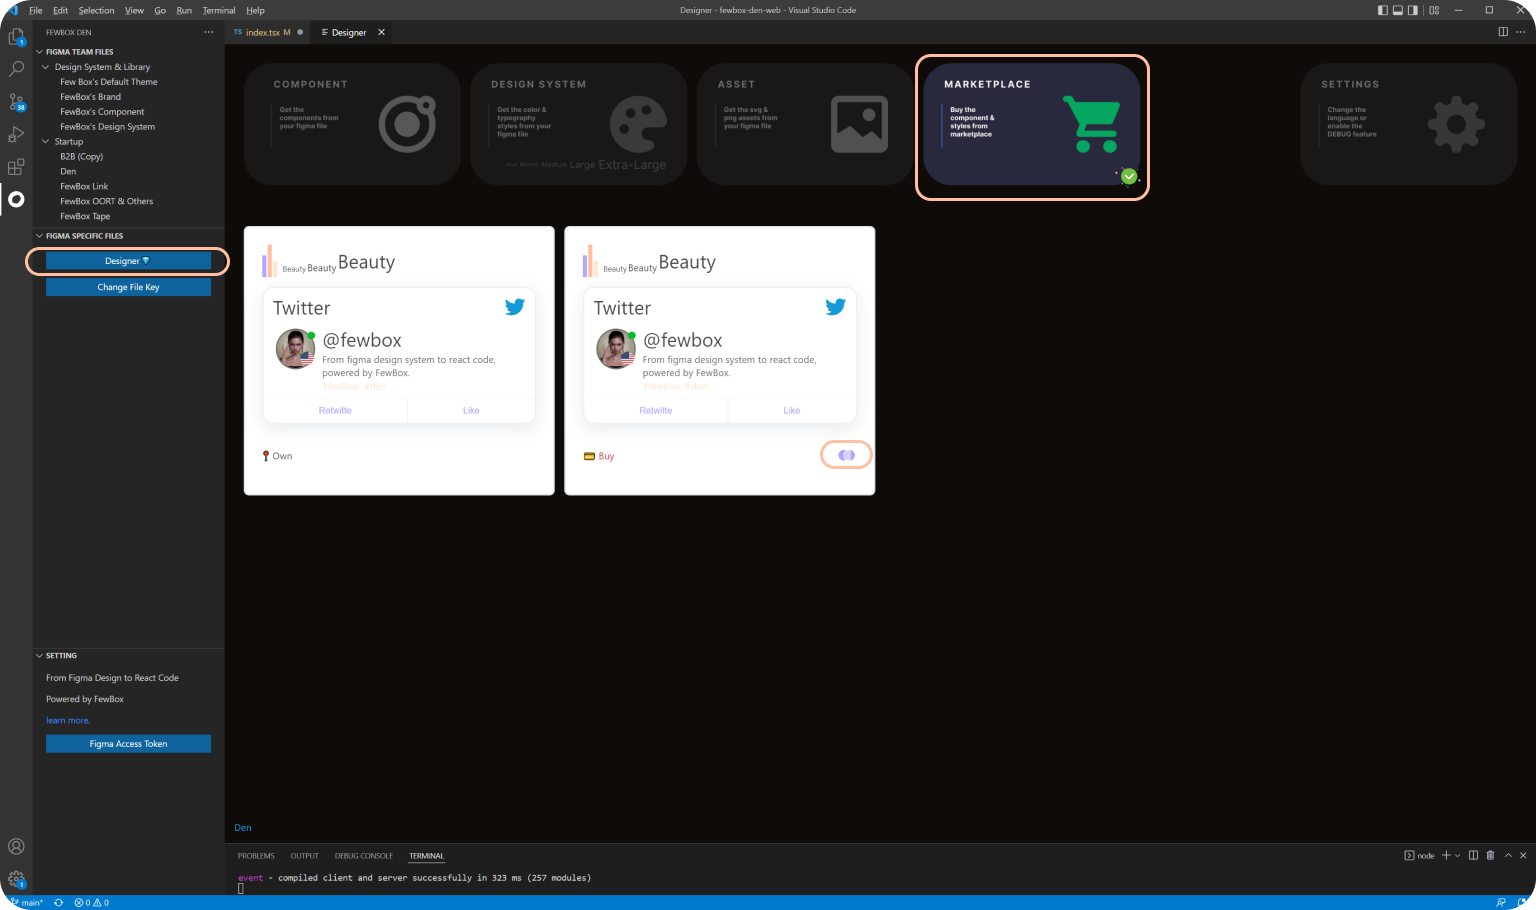 File Edit Selection View Go Run Terminal Help
Designer - fewbox-den-web - Visual Studio Code
FEWBOX DEN
TS index.tsx M
Designer
FIGMA TEAM FILES
Design System & Library
Few Box's Default Theme
FewBox's Brand
FewBox's Component
FewBox's Design System
Startup
B2B (Copy)
Den
FewBox Link
FewBox OORT & Others
FewBox Tape
FIGMA SPECIFIC FILES
Designer
Change File Key
SETTING
From Figma Design to React Code
Powered by FewBox
learn more.
Figma Access Token
1
38
1
COMPONENT
Get the
components from
your figma file
DESIGN SYSTEM
Get the color &
typography
styles from your
figma file
Normal Medium Large Extra-Large
ASSET
Get the svg &
png assets from
your figma file
MARKETPLACE
Buy the
component &
styles from
marketplace
SETTINGS
Change the
language or
enable the
DEBUG feature
Beauty Beauty Beauty
Twitter
@fewbox
From figma design system to react code,
powered by FewBox.
#fewbox #den
Retwitte Like
Own
Beauty Beauty Beauty
Twitter
@fewbox
From figma design system to react code,
powered by FewBox.
#fewbox #den
Retwitte Like
Buy
Den
PROBLEMS OUTPUT DEBUG CONSOLE TERMINAL
node
event - compiled client and server successfully in 323 ms (257 modules)
main* 0 0